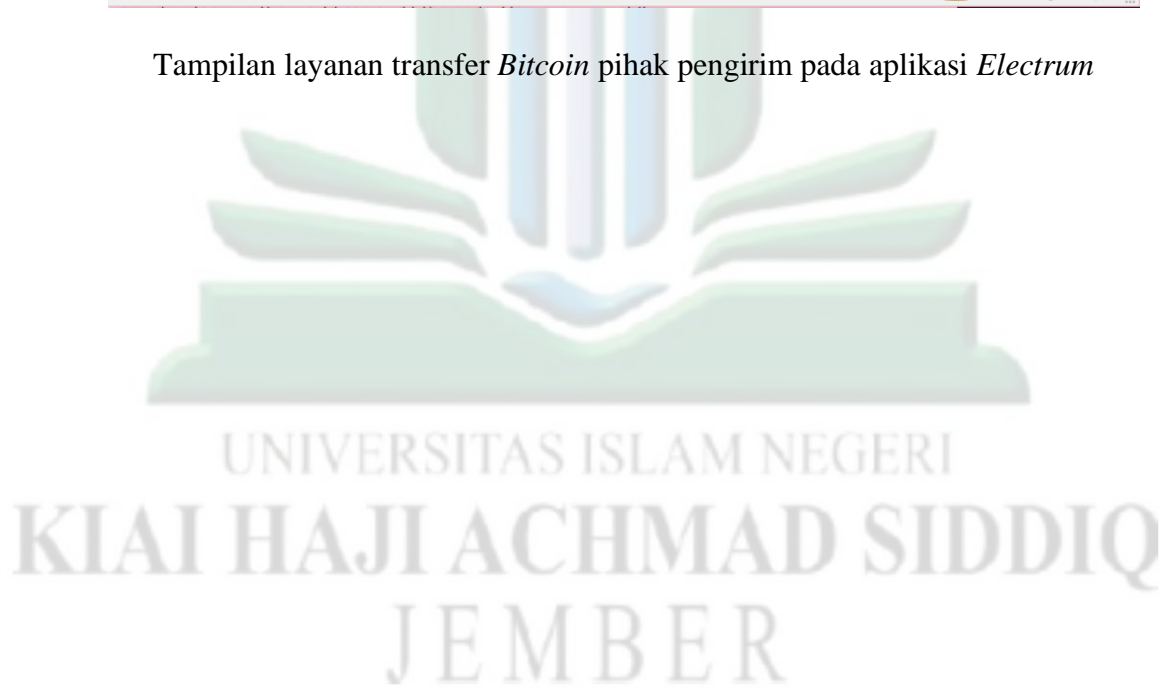 Tampilan layanan transfer Bitcoin pihak pengirim pada aplikasi Electrum
UNIVERSITAS ISLAM NEGERI
KIAI HAJI ACHMAD SIDDIQ
JEMBER